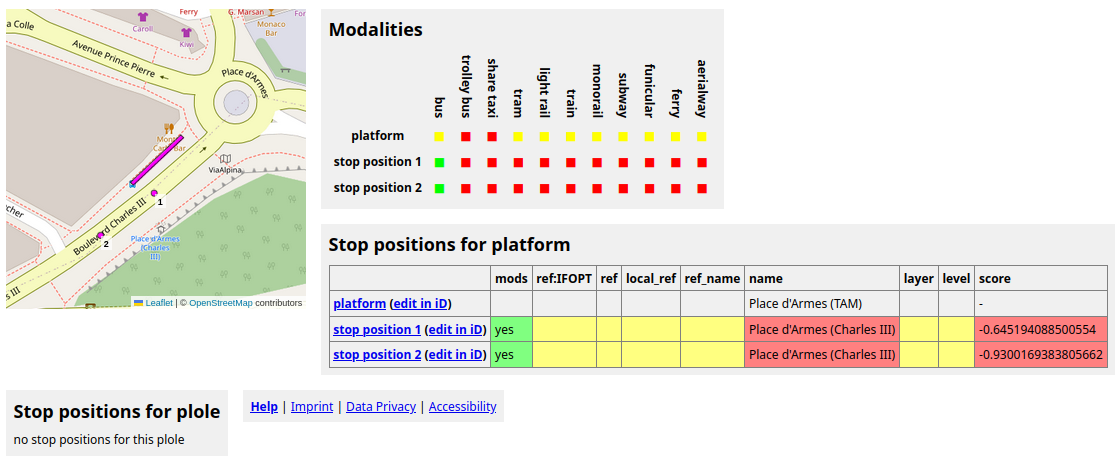 a Colle
Ferry
G. Marsan
For
Caroll
Monaco
Bar
Kiwi
Avenue Prince Pierre
Place d'Armes
Mont
Carl Bar
ViaAlpina
1
Boulevard Charles III
2
cher
Place d'Armes
(Charles
III)
s III
Leaflet | © OpenStreetMap contributors
Modalities
bus
trolley bus
share taxi
tram
light rail
train
monorail
subway
funicular
ferry
aerialway
platform
stop position 1
stop position 2
Stop positions for platform
mods ref:IFOPT ref local_ref ref_name name layer level score
platform (edit in iD) Place d'Armes (TAM) -
stop position 1 (edit in iD) yes Place d'Armes (Charles III) -0.645194088500554
stop position 2 (edit in iD) yes Place d'Armes (Charles III) -0.9300169383805662
Stop positions for plole
no stop positions for this plole
Help | Imprint | Data Privacy | Accessibility